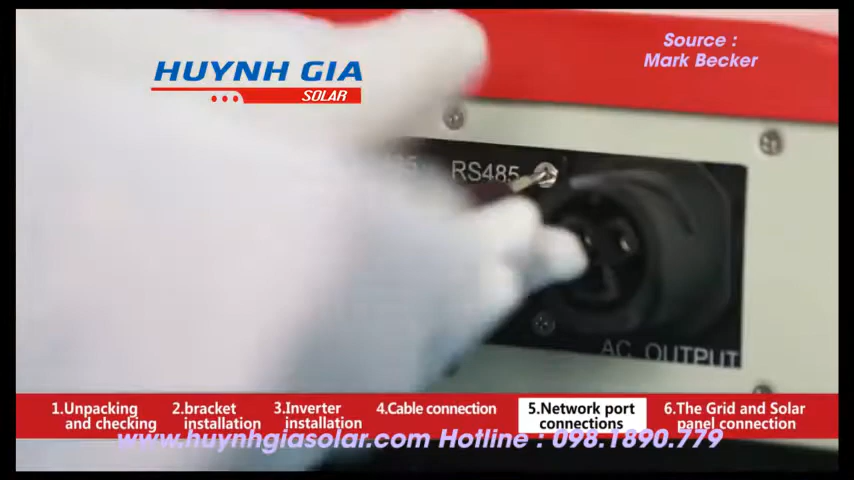 HUYNH GIA
SOLAR
Source :
Mark Becker
RS485
AC OUTPUT
1.Unpacking
and checking
2.bracket
installation
3.Inverter
installation
4.Cable connection
5.Network port
connections
6.The Grid and Solar
panel connection
www.huynhgiasolar.com Hotline : 098.1890.779